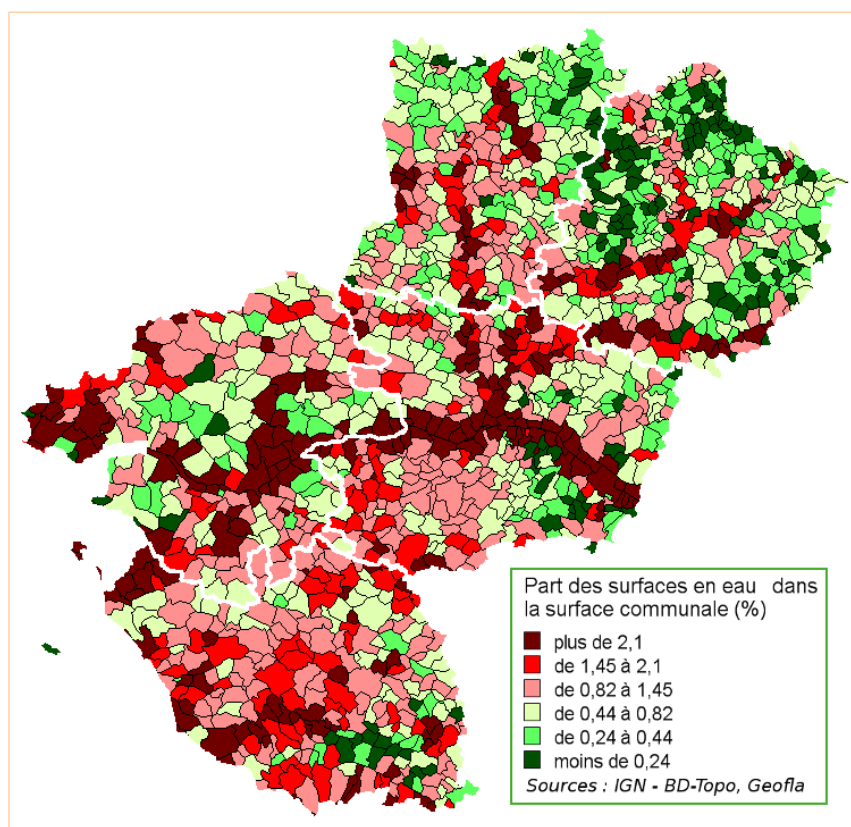 Part des surfaces en eau dans
la surface communale (%)
plus de 2,1
de 1,45 à 2,1
de 0,82 à 1,45
de 0,44 à 0,82
de 0,24 à 0,44
moins de 0,24
Sources : IGN - BD-Topo, Geofla